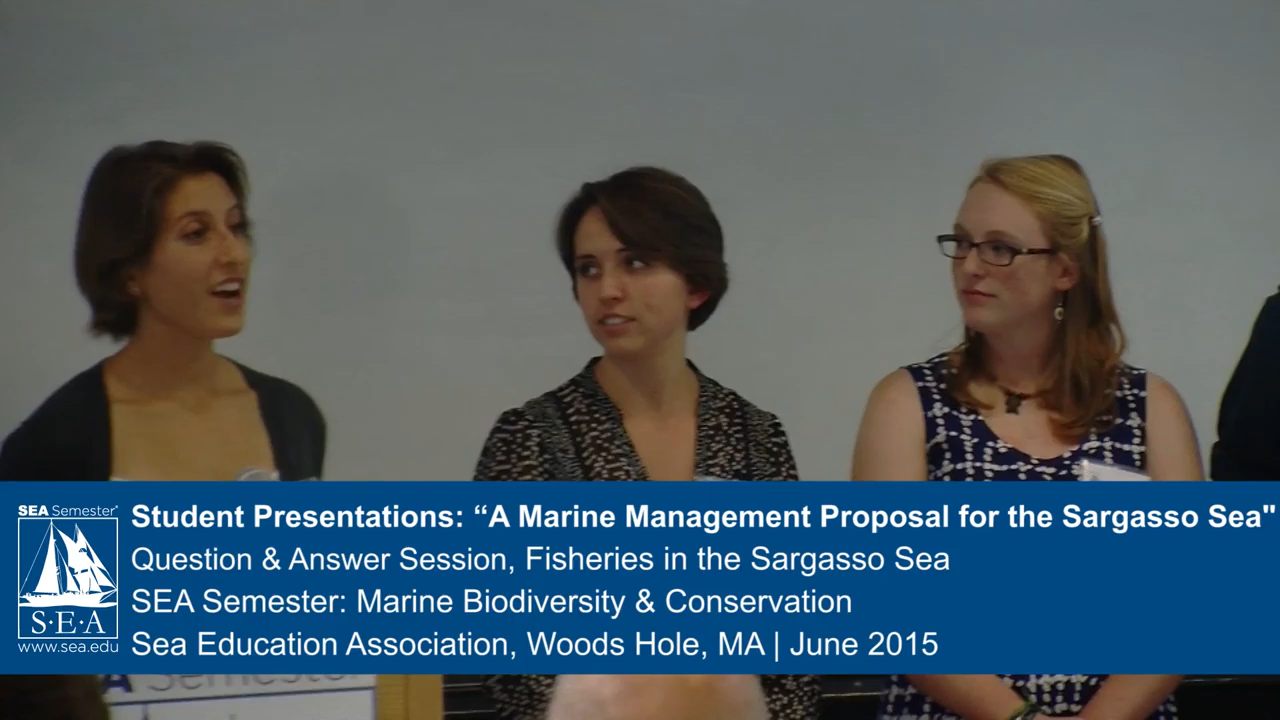 SEA Semester®
S·E·A
www.sea.edu
Student Presentations: “A Marine Management Proposal for the Sargasso Sea"
Question & Answer Session, Fisheries in the Sargasso Sea
SEA Semester: Marine Biodiversity & Conservation
Sea Education Association, Woods Hole, MA | June 2015
A Semester